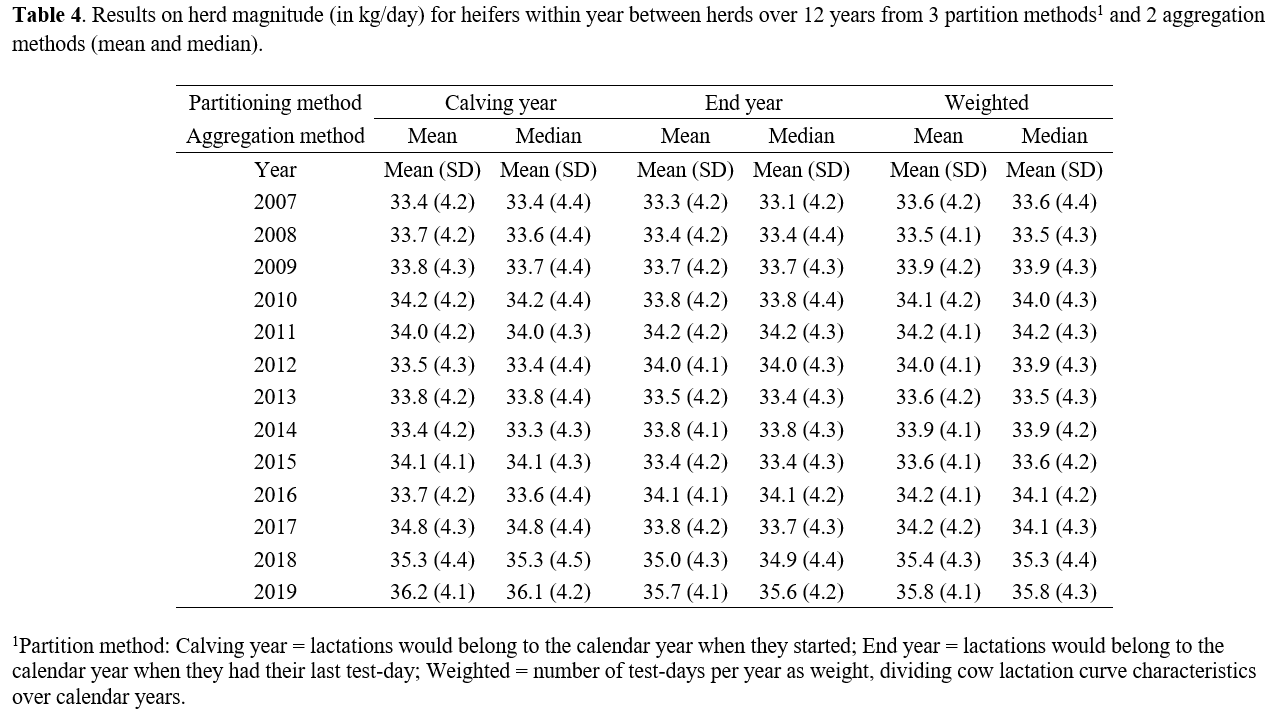 Table 4. Results on herd magnitude (in kg/day) for heifers within year between herds over 12 years from 3 partition methods¹ and 2 aggregation
methods (mean and median).
Partitioning method Calving year End year Weighted
Aggregation method Mean Median Mean Median Mean Median
Year Mean (SD) Mean (SD) Mean (SD) Mean (SD) Mean (SD) Mean (SD)
2007 33.4 (4.2) 33.4 (4.4) 33.3 (4.2) 33.1 (4.2) 33.6 (4.2) 33.6 (4.4)
2008 33.7 (4.2) 33.6 (4.4) 33.4 (4.2) 33.4 (4.4) 33.5 (4.1) 33.5 (4.3)
2009 33.8 (4.3) 33.7 (4.4) 33.7 (4.2) 33.7 (4.3) 33.9 (4.2) 33.9 (4.3)
2010 34.2 (4.2) 34.2 (4.4) 33.8 (4.2) 33.8 (4.4) 34.1 (4.2) 34.0 (4.3)
2011 34.0 (4.2) 34.0 (4.3) 34.2 (4.2) 34.2 (4.3) 34.2 (4.1) 34.2 (4.3)
2012 33.5 (4.3) 33.4 (4.4) 34.0 (4.1) 34.0 (4.3) 34.0 (4.1) 33.9 (4.3)
2013 33.8 (4.2) 33.8 (4.4) 33.5 (4.2) 33.4 (4.3) 33.6 (4.2) 33.5 (4.3)
2014 33.4 (4.2) 33.3 (4.3) 33.8 (4.1) 33.8 (4.3) 33.9 (4.1) 33.9 (4.2)
2015 34.1 (4.1) 34.1 (4.3) 33.4 (4.2) 33.4 (4.3) 33.6 (4.1) 33.6 (4.2)
2016 33.7 (4.2) 33.6 (4.4) 34.1 (4.1) 34.1 (4.2) 34.2 (4.1) 34.1 (4.2)
2017 34.8 (4.3) 34.8 (4.4) 33.8 (4.2) 33.7 (4.3) 34.2 (4.2) 34.1 (4.3)
2018 35.3 (4.4) 35.3 (4.5) 35.0 (4.3) 34.9 (4.4) 35.4 (4.3) 35.3 (4.4)
2019 36.2 (4.1) 36.1 (4.2) 35.7 (4.1) 35.6 (4.2) 35.8 (4.1) 35.8 (4.3)
¹Partition method: Calving year = lactations would belong to the calendar year when they started; End year = lactations would belong to the
calendar year when they had their last test-day; Weighted = number of test-days per year as weight, dividing cow lactation curve characteristics
over calendar years.